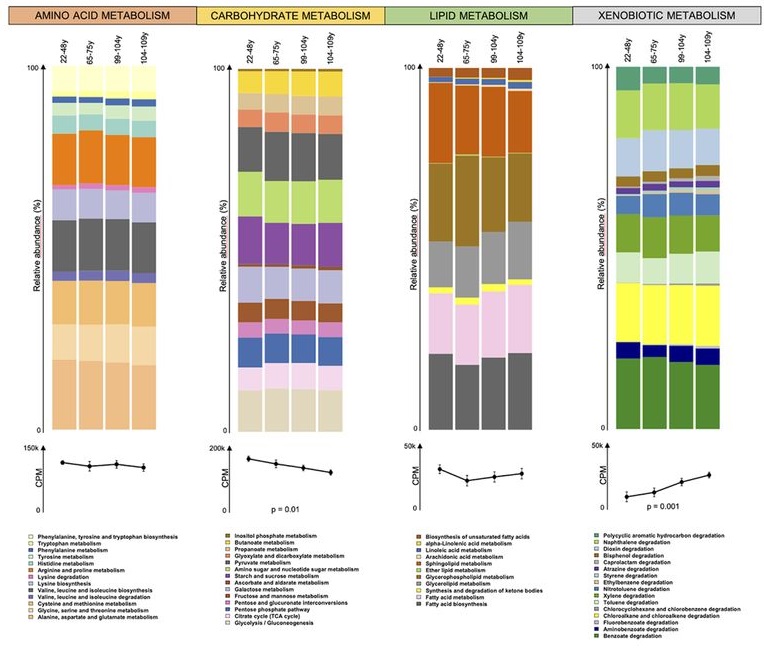 AMINO ACID METABOLISM
CARBOHYDRATE METABOLISM
LIPID METABOLISM
XENOBIOTIC METABOLISM
22-48y
65-75y
99-104y
104-109y
22-48y
65-75y
99-104y
104-109y
22-48y
65-75y
99-104y
104-109y
22-48y
65-75y
99-104y
104-109y
100
Relative abundance (%)
0
100
Relative abundance (%)
0
100
Relative abundance (%)
0
100
Relative abundance (%)
0
150k
CPM
0
200k
CPM
0
p = 0.01
50k
CPM
0
50k
CPM
0
p = 0.001
Phenylalanine, tyrosine and tryptophan biosynthesis
Tryptophan metabolism
Phenylalanine metabolism
Tyrosine metabolism
Histidine metabolism
Arginine and proline metabolism
Lysine degradation
Lysine biosynthesis
Valine, leucine and isoleucine biosynthesis
Valine, leucine and isoleucine degradation
Cysteine and methionine metabolism
Glycine, serine and threonine metabolism
Alanine, aspartate and glutamate metabolism
Inositol phosphate metabolism
Butanoate metabolism
Propanoate metabolism
Glyoxylate and dicarboxylate metabolism
Pyruvate metabolism
Amino sugar and nucleotide sugar metabolism
Starch and sucrose metabolism
Ascorbate and aldarate metabolism
Galactose metabolism
Fructose and mannose metabolism
Pentose and glucuronate interconversions
Pentose phosphate pathway
Citrate cycle (TCA cycle)
Glycolysis / Gluconeogenesis
Biosynthesis of unsaturated fatty acids
alpha-Linolenic acid metabolism
Linoleic acid metabolism
Arachidonic acid metabolism
Sphingolipid metabolism
Ether lipid metabolism
Glycerophospholipid metabolism
Glycerolipid metabolism
Synthesis and degradation of ketone bodies
Fatty acid metabolism
Fatty acid biosynthesis
Polycyclic aromatic hydrocarbon degradation
Naphthalene degradation
Dioxin degradation
Bisphenol degradation
Caprolactam degradation
Atrazine degradation
Styrene degradation
Ethylbenzene degradation
Nitrotoluene degradation
Xylene degradation
Toluene degradation
Chlorocyclohexane and chlorobenzene degradation
Chloroalkane and chloroalkene degradation
Fluorobenzoate degradation
Aminobenzoate degradation
Benzoate degradation